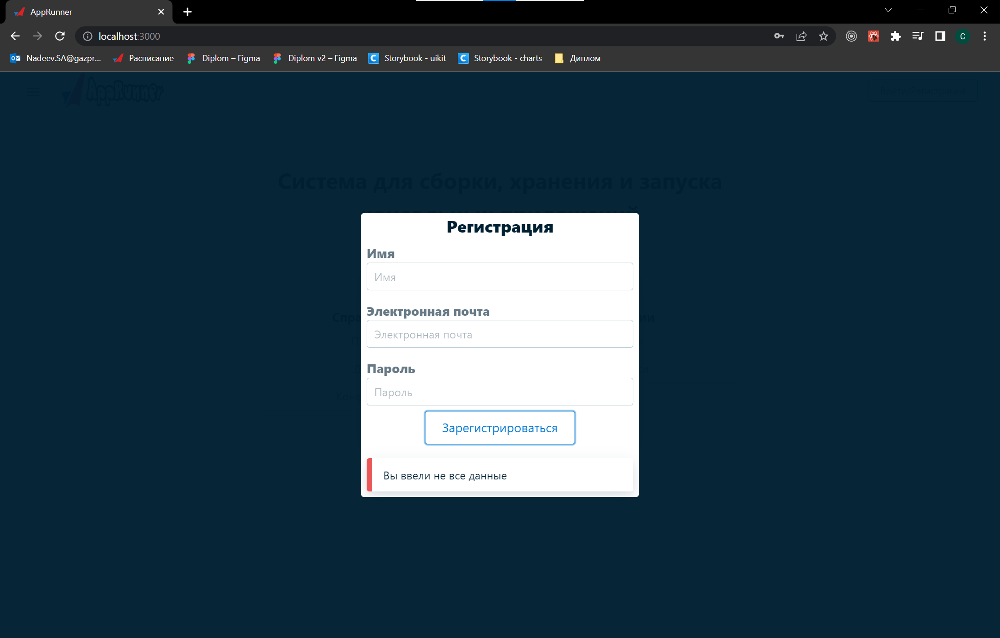 AppRunner
localhost:3000
Nadeev.SA@gazpr...
Расписание
Diplom – Figma
Diplom v2 – Figma
Storybook - uikit
Storybook - charts
Диплом
C
AppRunner
Войти/Регистрация
Система для сборки, хранения и запуска
Регистрация
Имя
Имя
Электронная почта
Электронная почта
Пароль
Пароль
Зарегистрироваться
Вы ввели не все данные